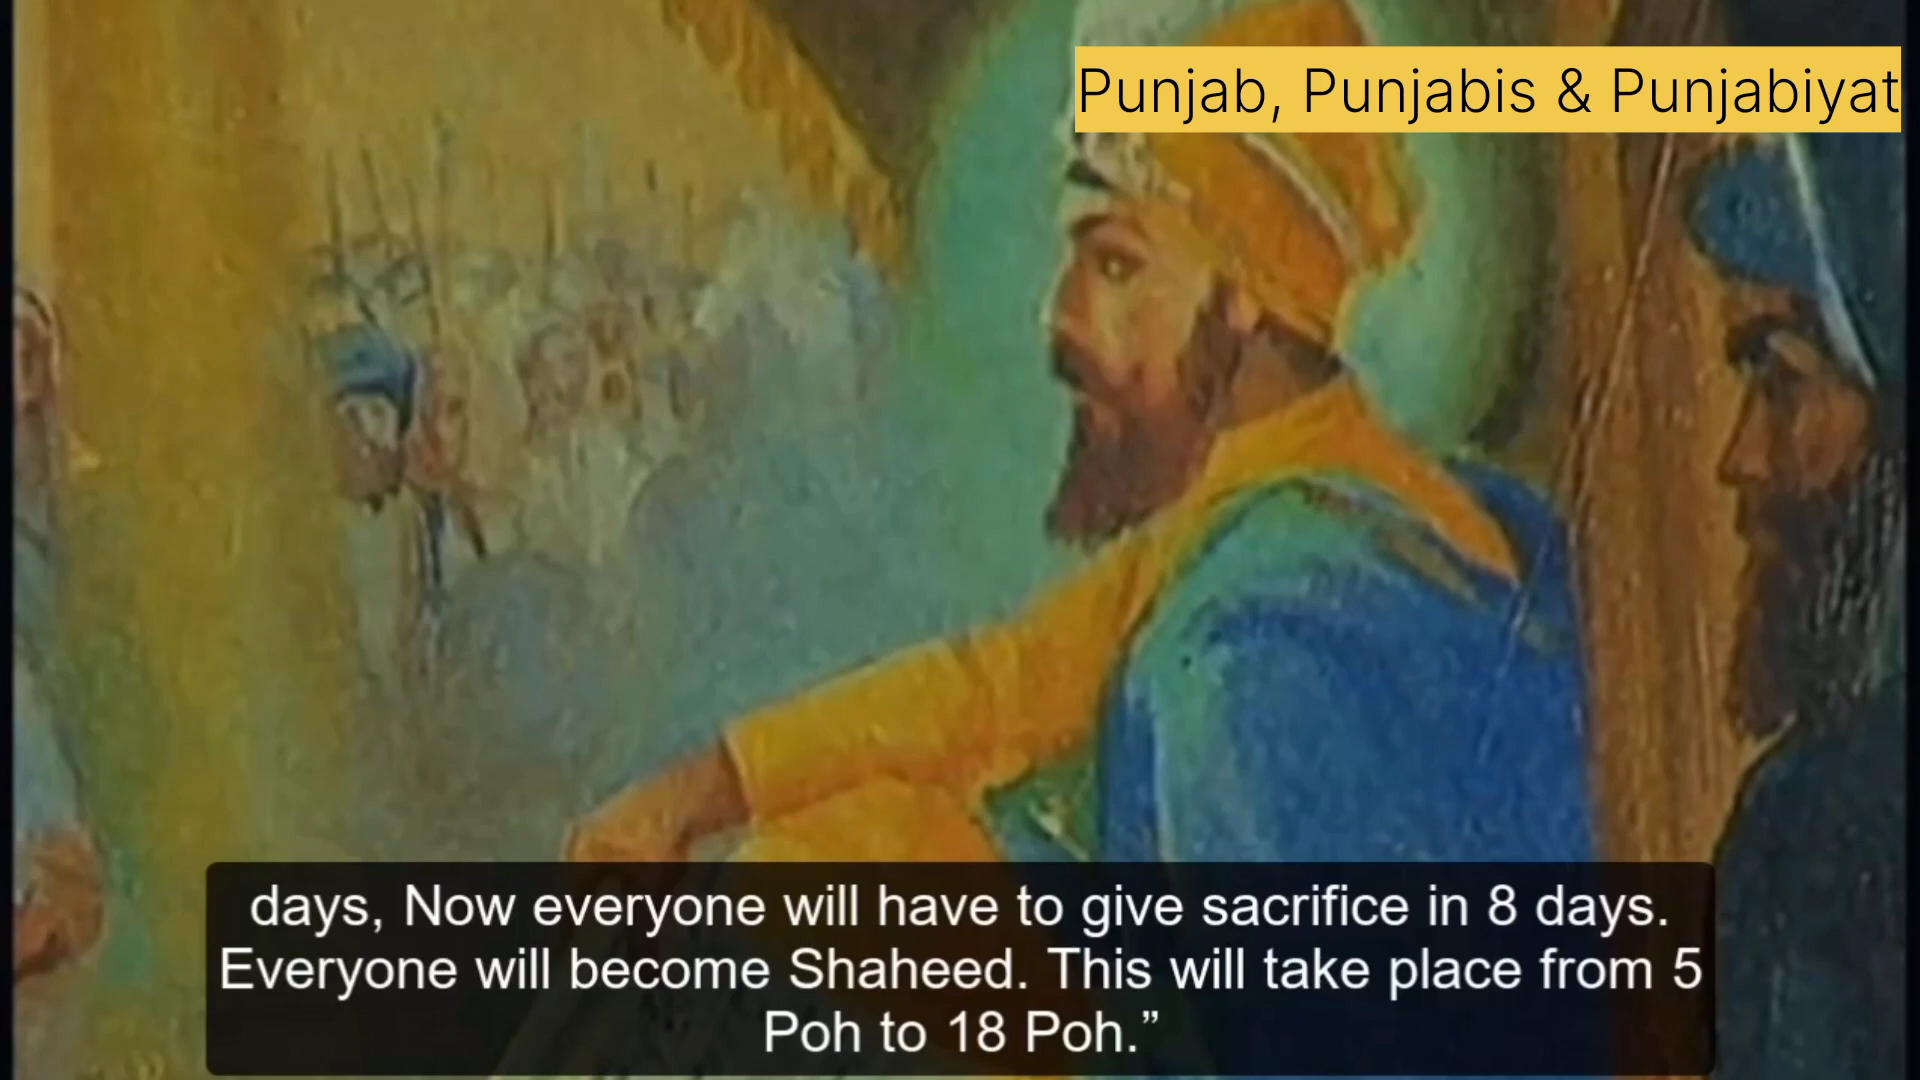 Punjab, Punjabis & Punjabiyat
days, Now everyone will have to give sacrifice in 8 days.
Everyone will become Shaheed. This will take place from 5
Poh to 18 Poh.”